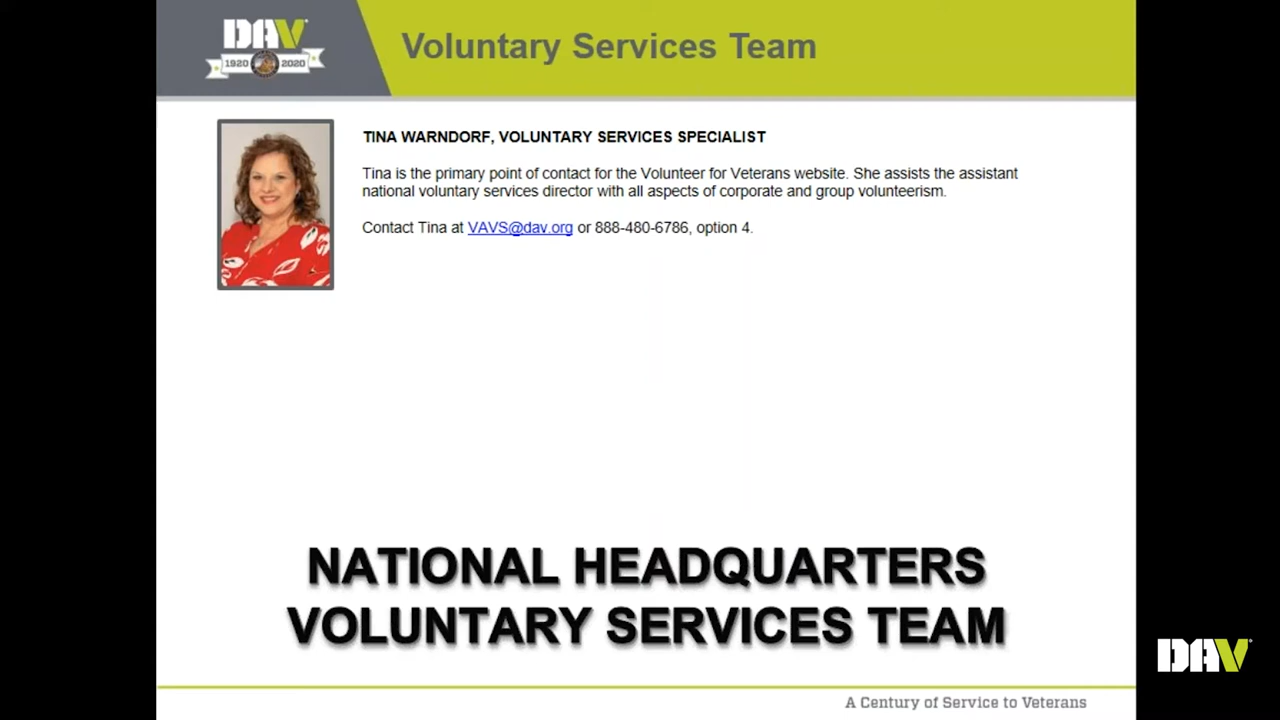 DAV
1920 2020
Voluntary Services Team
TINA WARNDORF, VOLUNTARY SERVICES SPECIALIST
Tina is the primary point of contact for the Volunteer for Veterans website. She assists the assistant
national voluntary services director with all aspects of corporate and group volunteerism.
Contact Tina at VAVS@dav.org or 888-480-6786, option 4.
NATIONAL HEADQUARTERS
VOLUNTARY SERVICES TEAM
DAV
A Century of Service to Veterans